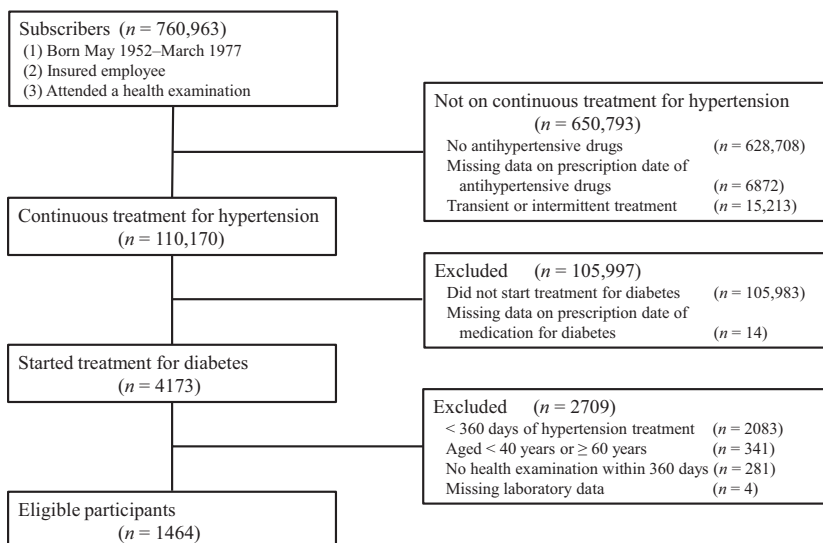 Subscribers (n = 760,963)
(1) Born May 1952–March 1977
(2) Insured employee
(3) Attended a health examination
Not on continuous treatment for hypertension
(n = 650,793)
No antihypertensive drugs (n = 628,708)
Missing data on prescription date of
antihypertensive drugs (n = 6872)
Transient or intermittent treatment (n = 15,213)
Continuous treatment for hypertension
(n = 110,170)
Excluded (n = 105,997)
Did not start treatment for diabetes (n = 105,983)
Missing data on prescription date of
medication for diabetes (n = 14)
Started treatment for diabetes
(n = 4173)
Excluded (n = 2709)
< 360 days of hypertension treatment (n = 2083)
Aged < 40 years or ≥ 60 years (n = 341)
No health examination within 360 days (n = 281)
Missing laboratory data (n = 4)
Eligible participants
(n = 1464)